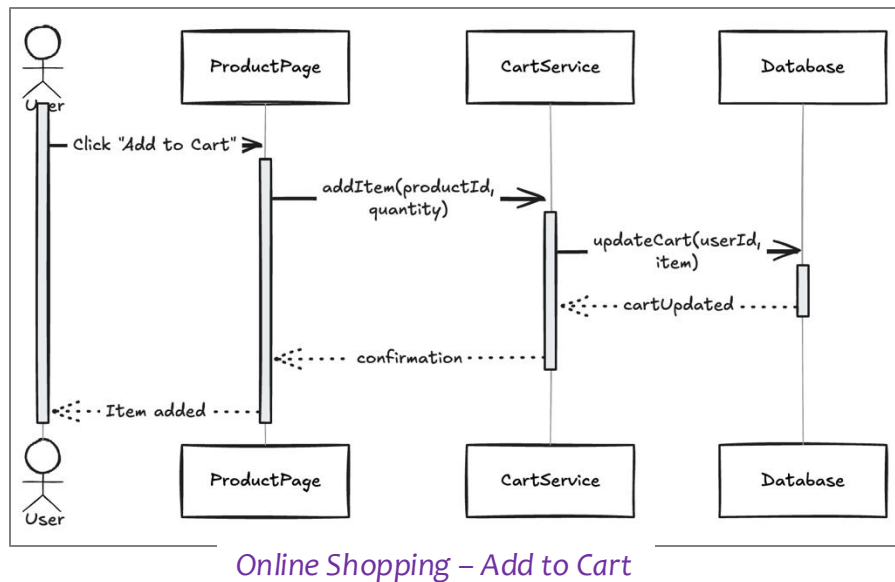 ProductPage
CartService
Database
User
Click "Add to Cart"
addItem(productId,
quantity)
updateCart(userId,
item)
cartUpdated
confirmation
Item added
ProductPage
CartService
Database
User
Online Shopping – Add to Cart